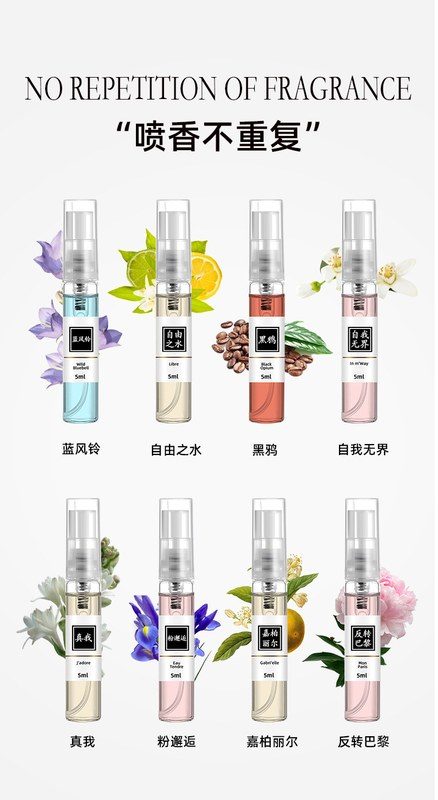 NO REPETITION OF FRAGRANCE
“喷香不重复”
蓝风铃
Wild
Bluebell
5ml
自由
之水
Libre
5ml
黑鸦
Black
Opium
5ml
自我
无界
In m'Way
5ml
蓝风铃
自由之水
黑鸦
自我无界
真我
J'adore
5ml
粉邂逅
Eau
Tendre
5ml
嘉柏
丽尔
Gabri'elle
5ml
反转
巴黎
Mon
Paris
5ml
真我
粉邂逅
嘉柏丽尔
反转巴黎